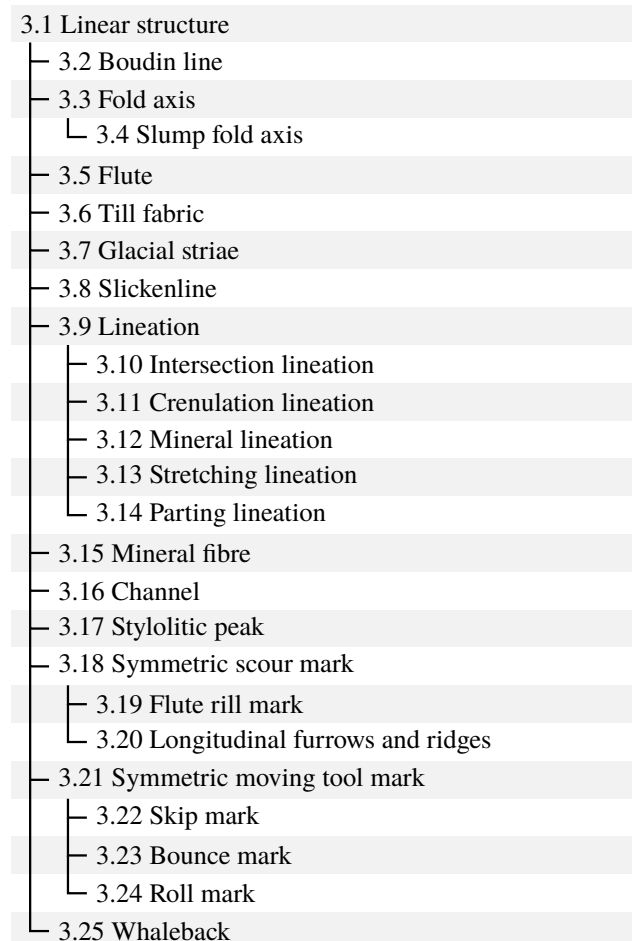 3.1 Linear structure
3.2 Boudin line
3.3 Fold axis
3.4 Slump fold axis
3.5 Flute
3.6 Till fabric
3.7 Glacial striae
3.8 Slickenline
3.9 Lineation
3.10 Intersection lineation
3.11 Crenulation lineation
3.12 Mineral lineation
3.13 Stretching lineation
3.14 Parting lineation
3.15 Mineral fibre
3.16 Channel
3.17 Stylolitic peak
3.18 Symmetric scour mark
3.19 Flute rill mark
3.20 Longitudinal furrows and ridges
3.21 Symmetric moving tool mark
3.22 Skip mark
3.23 Bounce mark
3.24 Roll mark
3.25 Whaleback